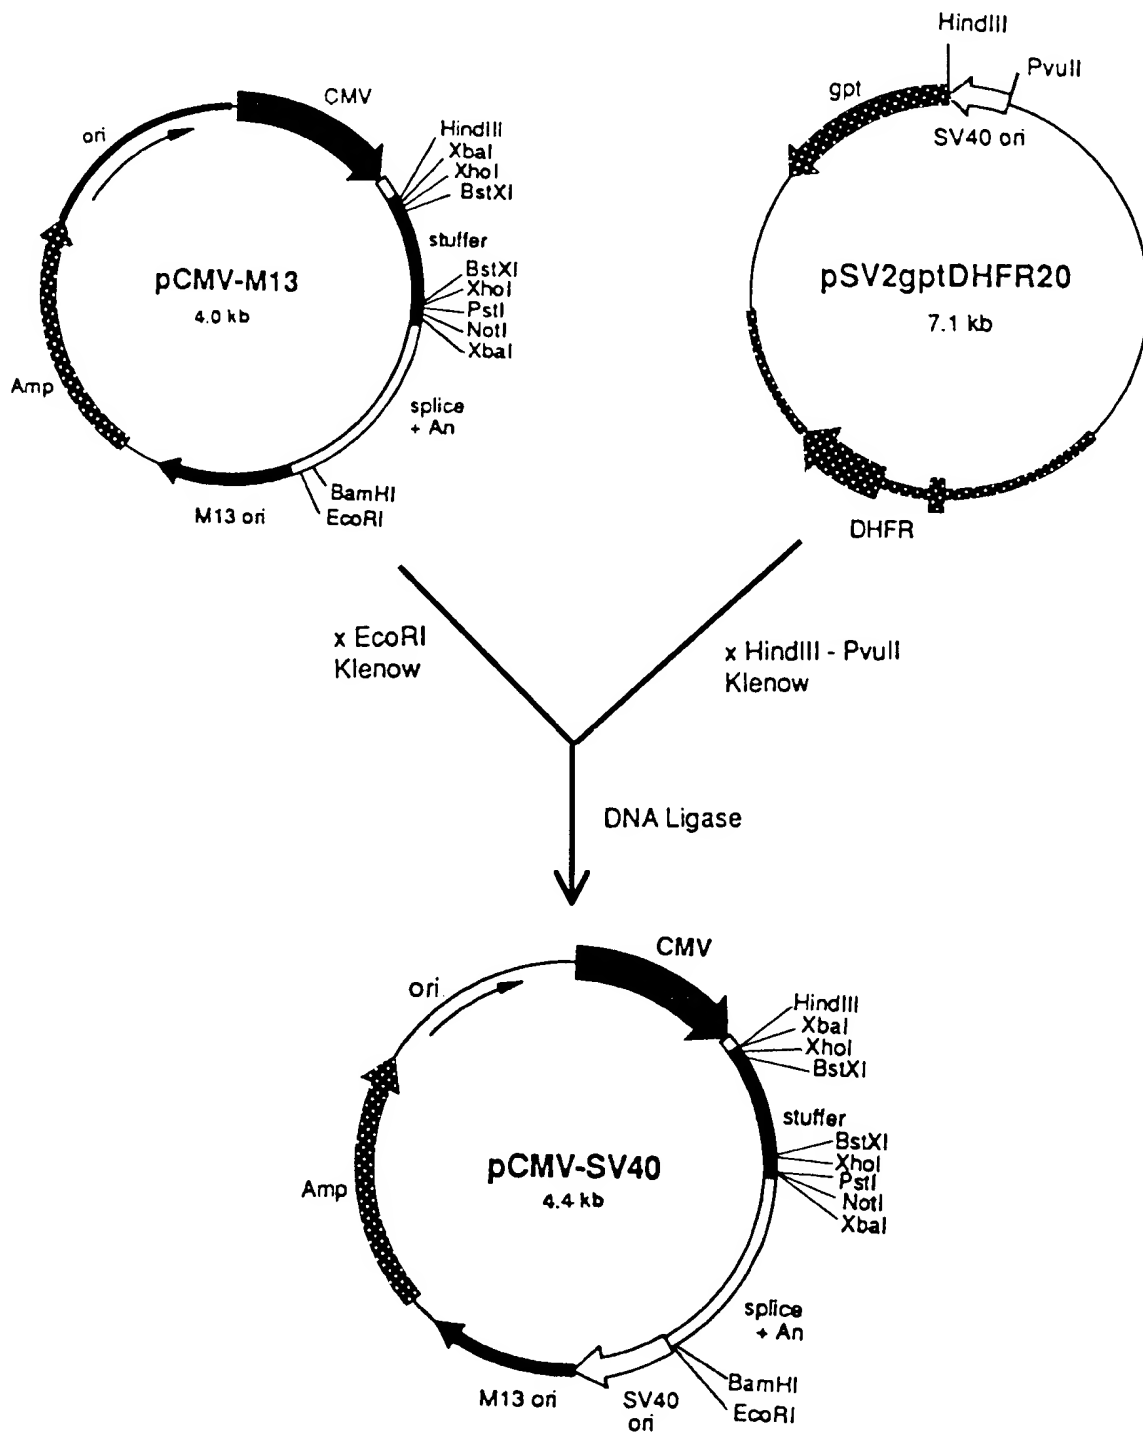 CMV
ori
HindIII
XbaI
XhoI
BstXI
stuffer
pCMV-M13
4.0 kb
BstXI
XhoI
PstI
NotI
XbaI
Amp
splice
+ An
BamHI
EcoRI
M13 ori
HindIII
PvuII
gpt
SV40 ori
pSV2gptDHFR20
7.1 kb
DHFR
x EcoRI
Klenow
x HindIII - PvuII
Klenow
DNA Ligase
CMV
ori
HindIII
XbaI
XhoI
BstXI
stuffer
pCMV-SV40
4.4 kb
BstXI
XhoI
PstI
NotI
XbaI
Amp
splice
+ An
BamHI
EcoRI
M13 ori
SV40
ori